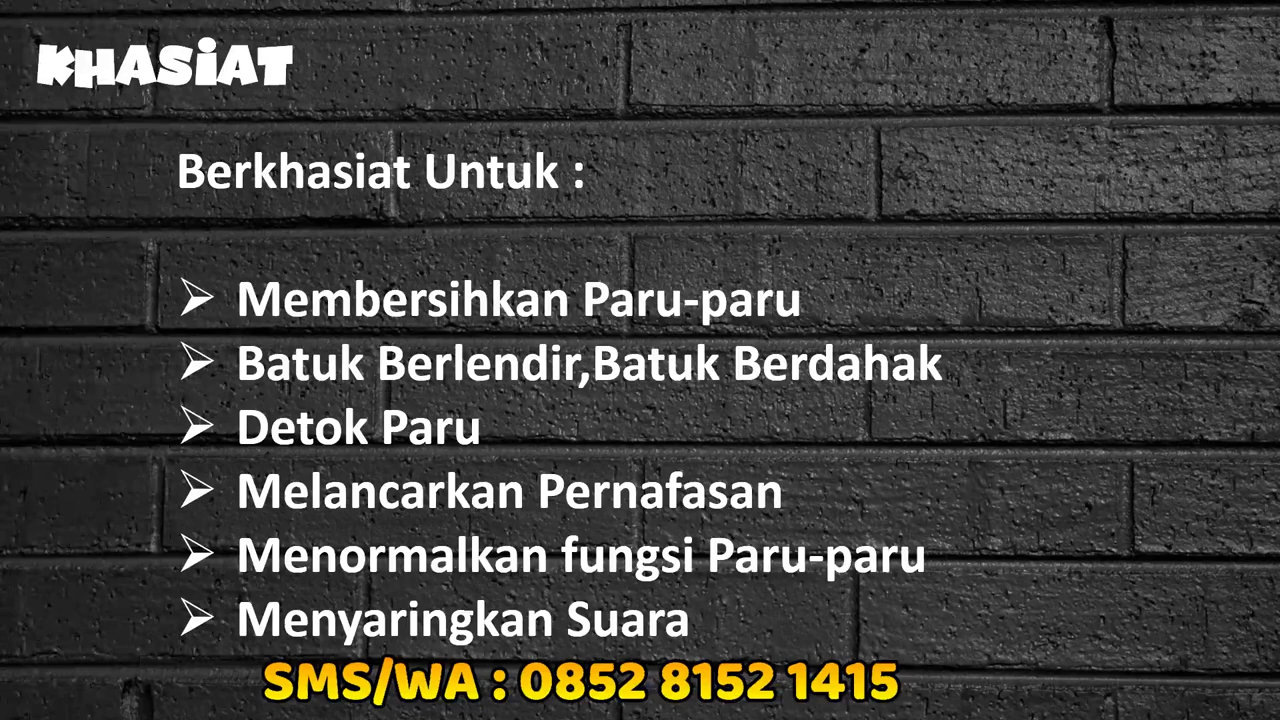 KHASiAT
Berkhasiat Untuk :
➢ Membersihkan Paru-paru
➢ Batuk Berlendir,Batuk Berdahak
➢ Detok Paru
➢ Melancarkan Pernafasan
➢ Menormalkan fungsi Paru-paru
➢ Menyaringkan Suara
SMS/WA : 0852 8152 1415